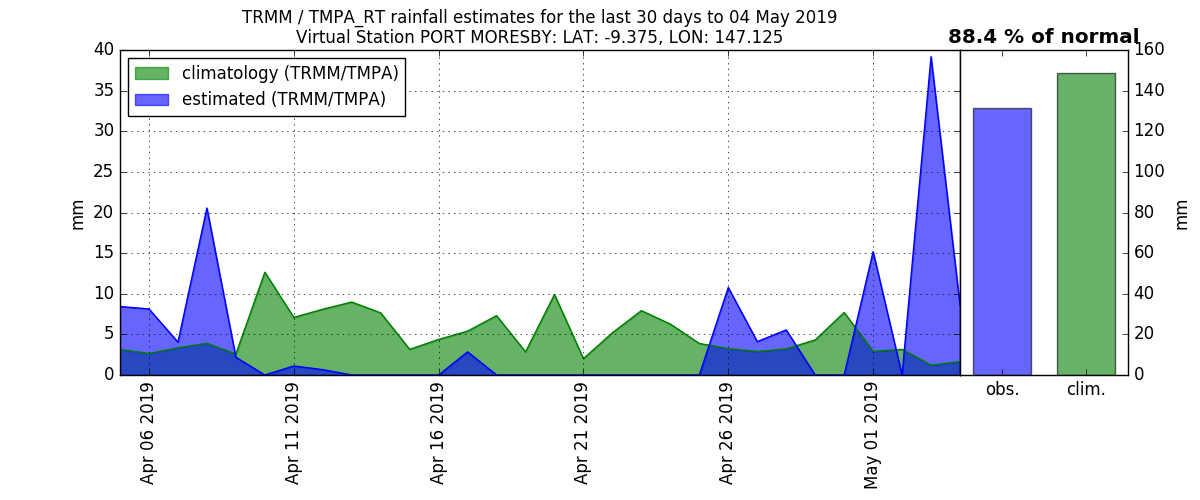 TRMM / TMPA_RT rainfall estimates for the last 30 days to 04 May 2019
Virtual Station PORT MORESBY: LAT: -9.375, LON: 147.125
88.4 % of normal
climatology (TRMM/TMPA)
estimated (TRMM/TMPA)
mm
40
35
30
25
20
15
10
5
0
Apr 06 2019
Apr 11 2019
Apr 16 2019
Apr 21 2019
Apr 26 2019
May 01 2019
obs.
clim.
160
140
120
100
80
60
40
20
0
mm